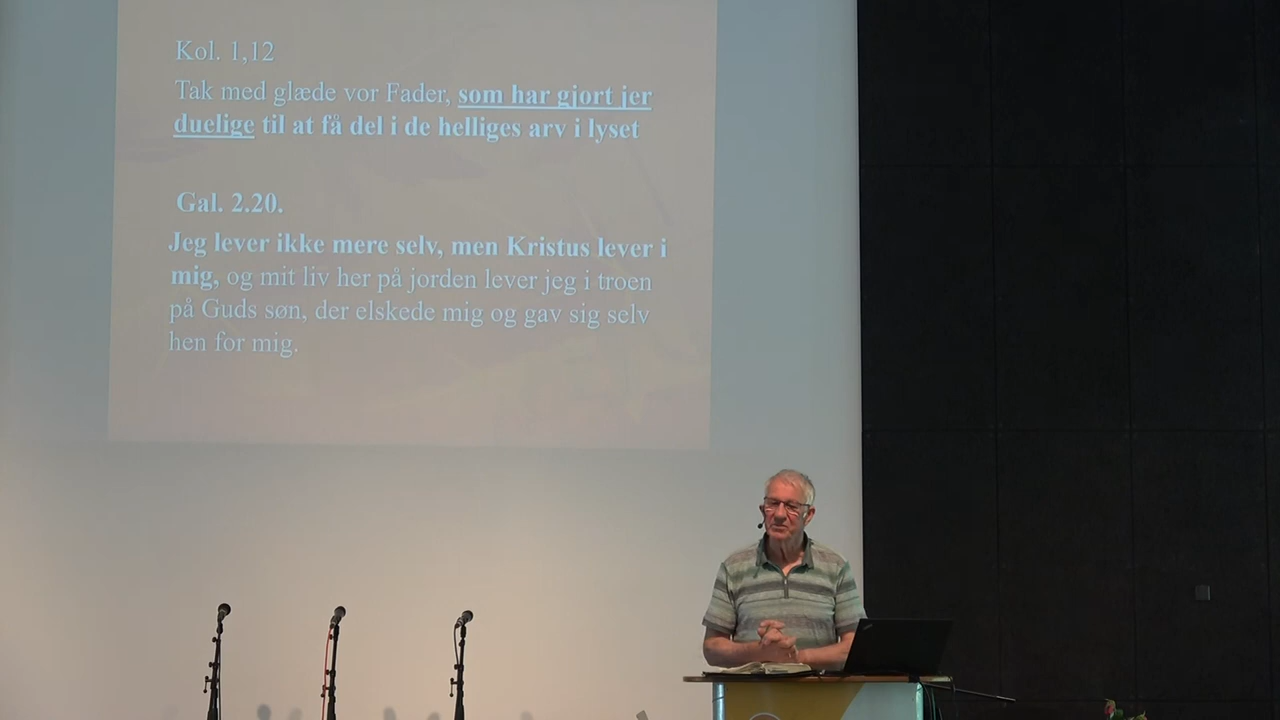 Kol. 1,12
Tak med glæde vor Fader, som har gjort jer
duelige til at få del i de helliges arv i lyset
Gal. 2.20.
Jeg lever ikke mere selv, men Kristus lever i
mig, og mit liv her på jorden lever jeg i troen
på Guds søn, der elskede mig og gav sig selv
hen for mig.